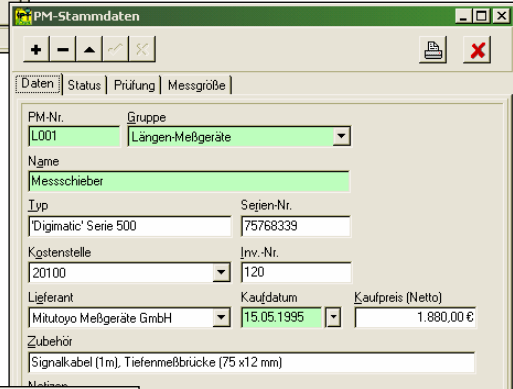 PM-Stammdaten
Daten Status Prüfung Messgröße
PM-Nr. Gruppe
L001 Längen-Meßgeräte
Name
Messschieber
Typ Serien-Nr.
'Digimatic' Serie 500 75768339
Kostenstelle Inv.-Nr.
20100 120
Lieferant Kaufdatum Kaufpreis (Netto)
Mitutoyo Meßgeräte GmbH 15.05.1995 1.880,00 €
Zubehör
Signalkabel (1m), Tiefenmeßbrücke (75 x12 mm)
Notizen